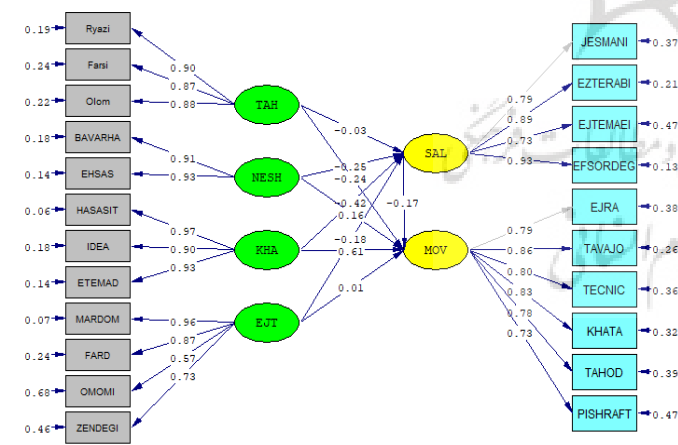 0.19 Ryazi
0.24 Farsi
0.22 Olom
0.18 BAVARHA
0.14 EHSAS
0.06 HASASIT
0.18 IDEA
0.14 ETEMAD
0.07 MARDOM
0.24 FARD
0.68 OMOMI
0.46 ZENDEGI
0.90
0.87
0.88
0.91
0.93
0.97
0.90
0.93
0.96
0.87
0.57
0.73
TAH
NESH
KHA
EJT
-0.03
-0.25
-0.24
-0.42
0.16
-0.18
0.61
0.01
-0.17
SAL
MOV
0.79
0.89
0.73
0.93
0.79
0.86
0.80
0.83
0.78
0.73
JESMANI 0.37
EZTERABI 0.21
EJTEMAEI 0.47
EFSORDEG 0.13
EJRA 0.38
TAVAJO 0.26
TECNIC 0.36
KHATA 0.32
TAHOD 0.39
PISHRAFT 0.47